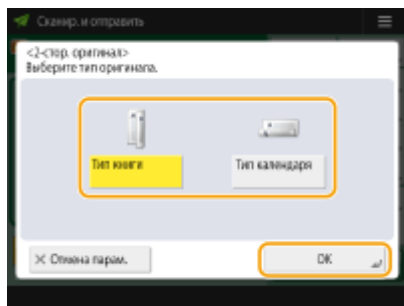 Сканир. и отправить
<2-стор. оригинал>
Выберите тип оригинала.
Тип книги
Тип календаря
Отмена парам.
OK